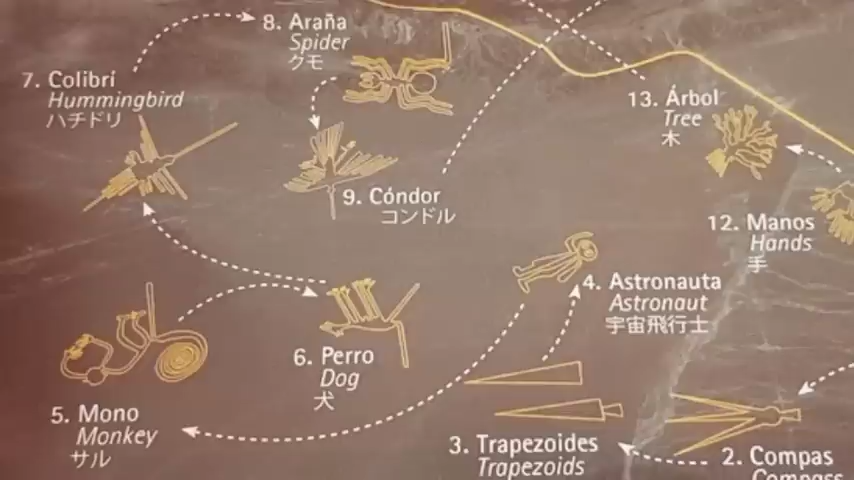 8. Araña
Spider
クモ
7. Colibrí
Hummingbird
ハチドリ
13. Árbol
Tree
木
9. Cóndor
コンドル
12. Manos
Hands
手
4. Astronauta
Astronaut
宇宙飛行士
6. Perro
Dog
犬
5. Mono
Monkey
サル
3. Trapezoides
Trapezoids
2. Compas
Compass